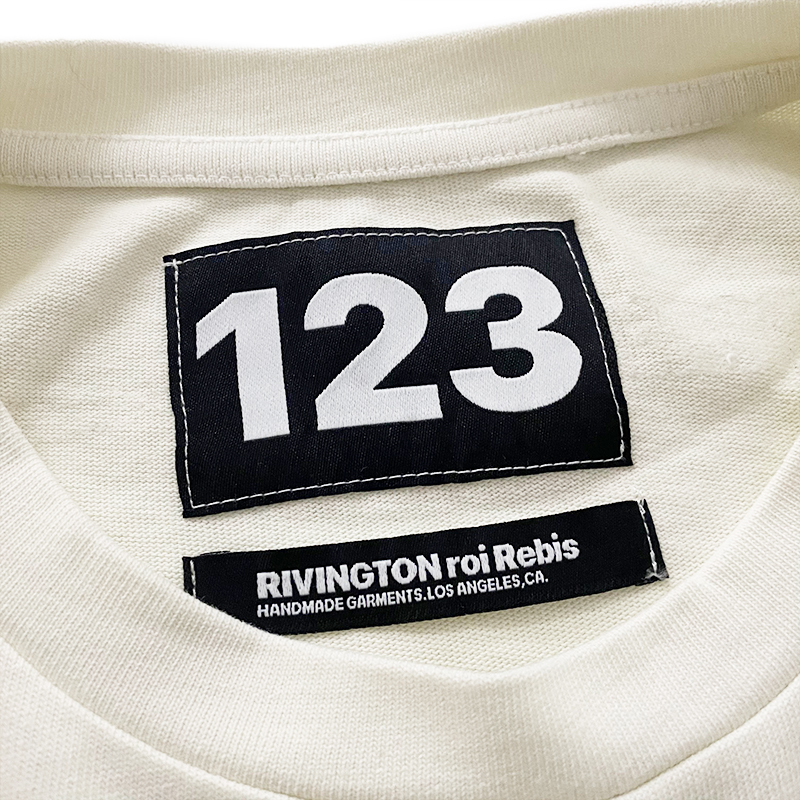 123
RIVINGTON roi Rebis
HANDMADE GARMENTS.LOS ANGELES,CA.